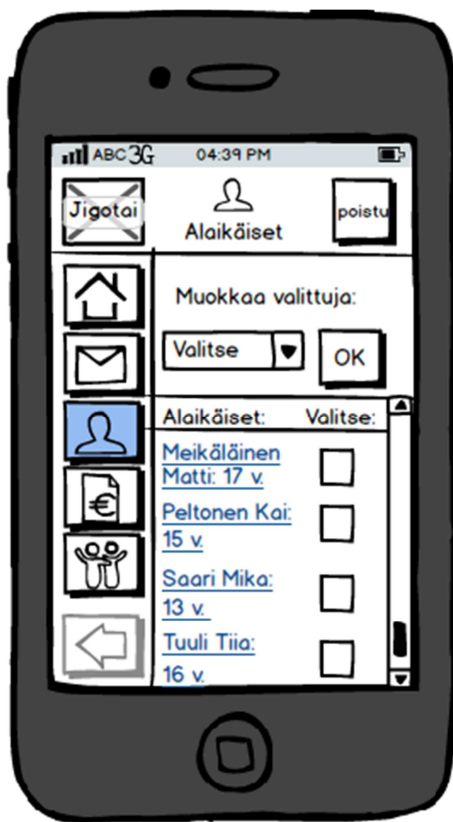 ABC 3G 04:39 PM
Jigotai
Alaikäiset
poistu
Muokkaa valittuja:
Valitse
OK
Alaikäiset: Valitse:
Meikäläinen
Matti: 17 v.
Peltonen Kai:
15 v.
Saari Mika:
13 v.
Tuuli Tiia:
16 v.